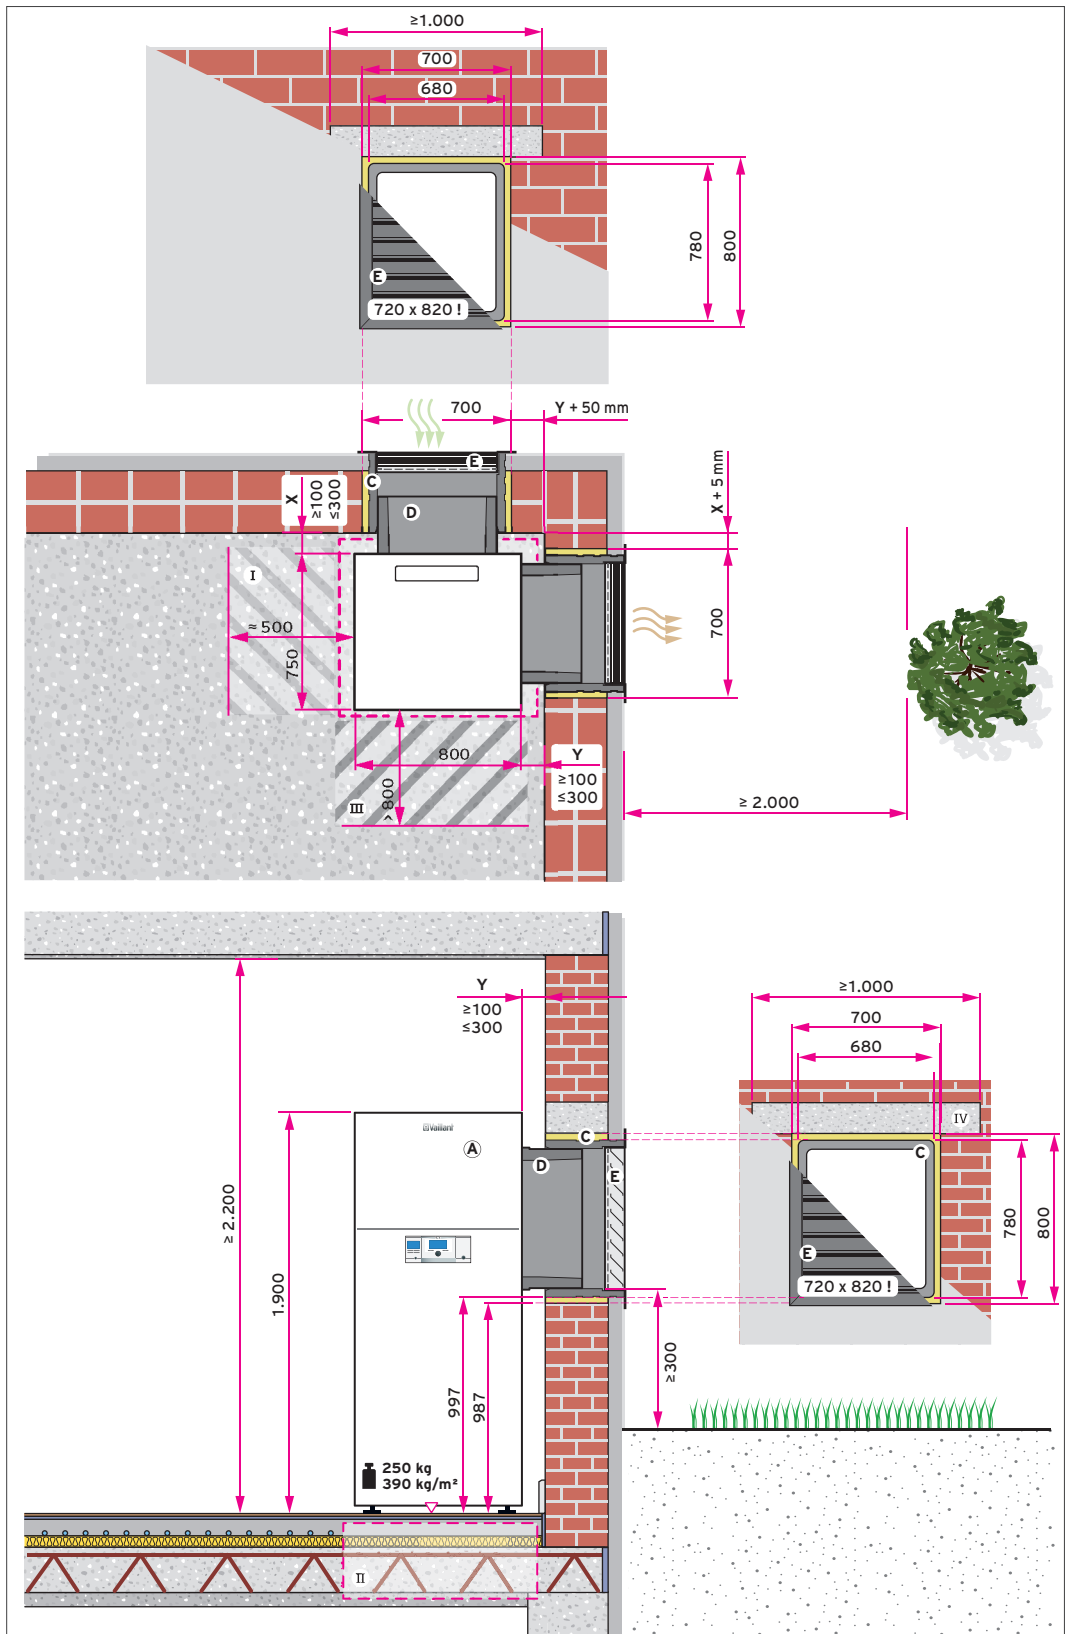 ≥1.000
700
680
780
800
E
720 x 820 !
700
Y + 50 mm
E
C
D
X
≥100
≤300
X + 5 mm
I
≈ 500
750
700
800
Y
≥100
≤300
III
> 800
≥ 2.000
Y
≥100
≤300
≥1.000
700
680
IV
Vaillant
A
C
D
E
C
≥ 2.200
1.900
780
800
E
720 x 820 !
997
987
≥300
250 kg
390 kg/m²
II